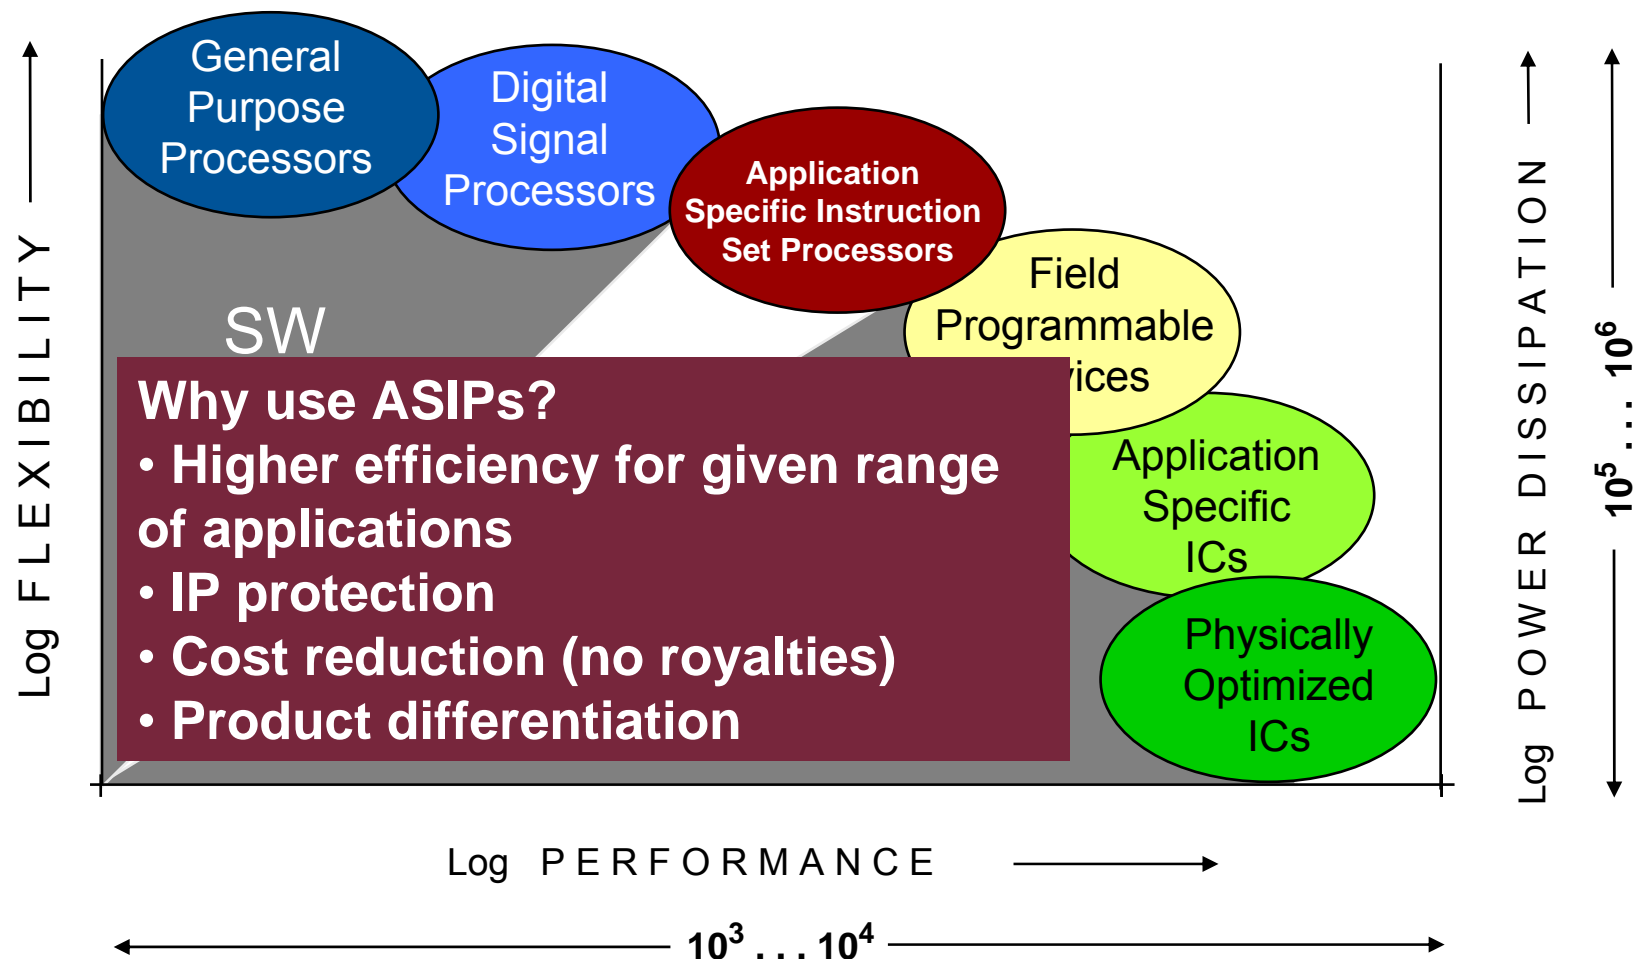 General
Purpose
Processors
Digital
Signal
Processors
Application
Specific Instruction
Set Processors
Field
Programmable
vices
Application
Specific
ICs
Physically
Optimized
ICs
SW
Why use ASIPs?
• Higher efficiency for given range
of applications
• IP protection
• Cost reduction (no royalties)
• Product differentiation
Log FLEXIBILITY
Log PERFORMANCE
10³ . . . 10⁴
Log POWER DISSIPATION
10⁵ . . . 10⁶